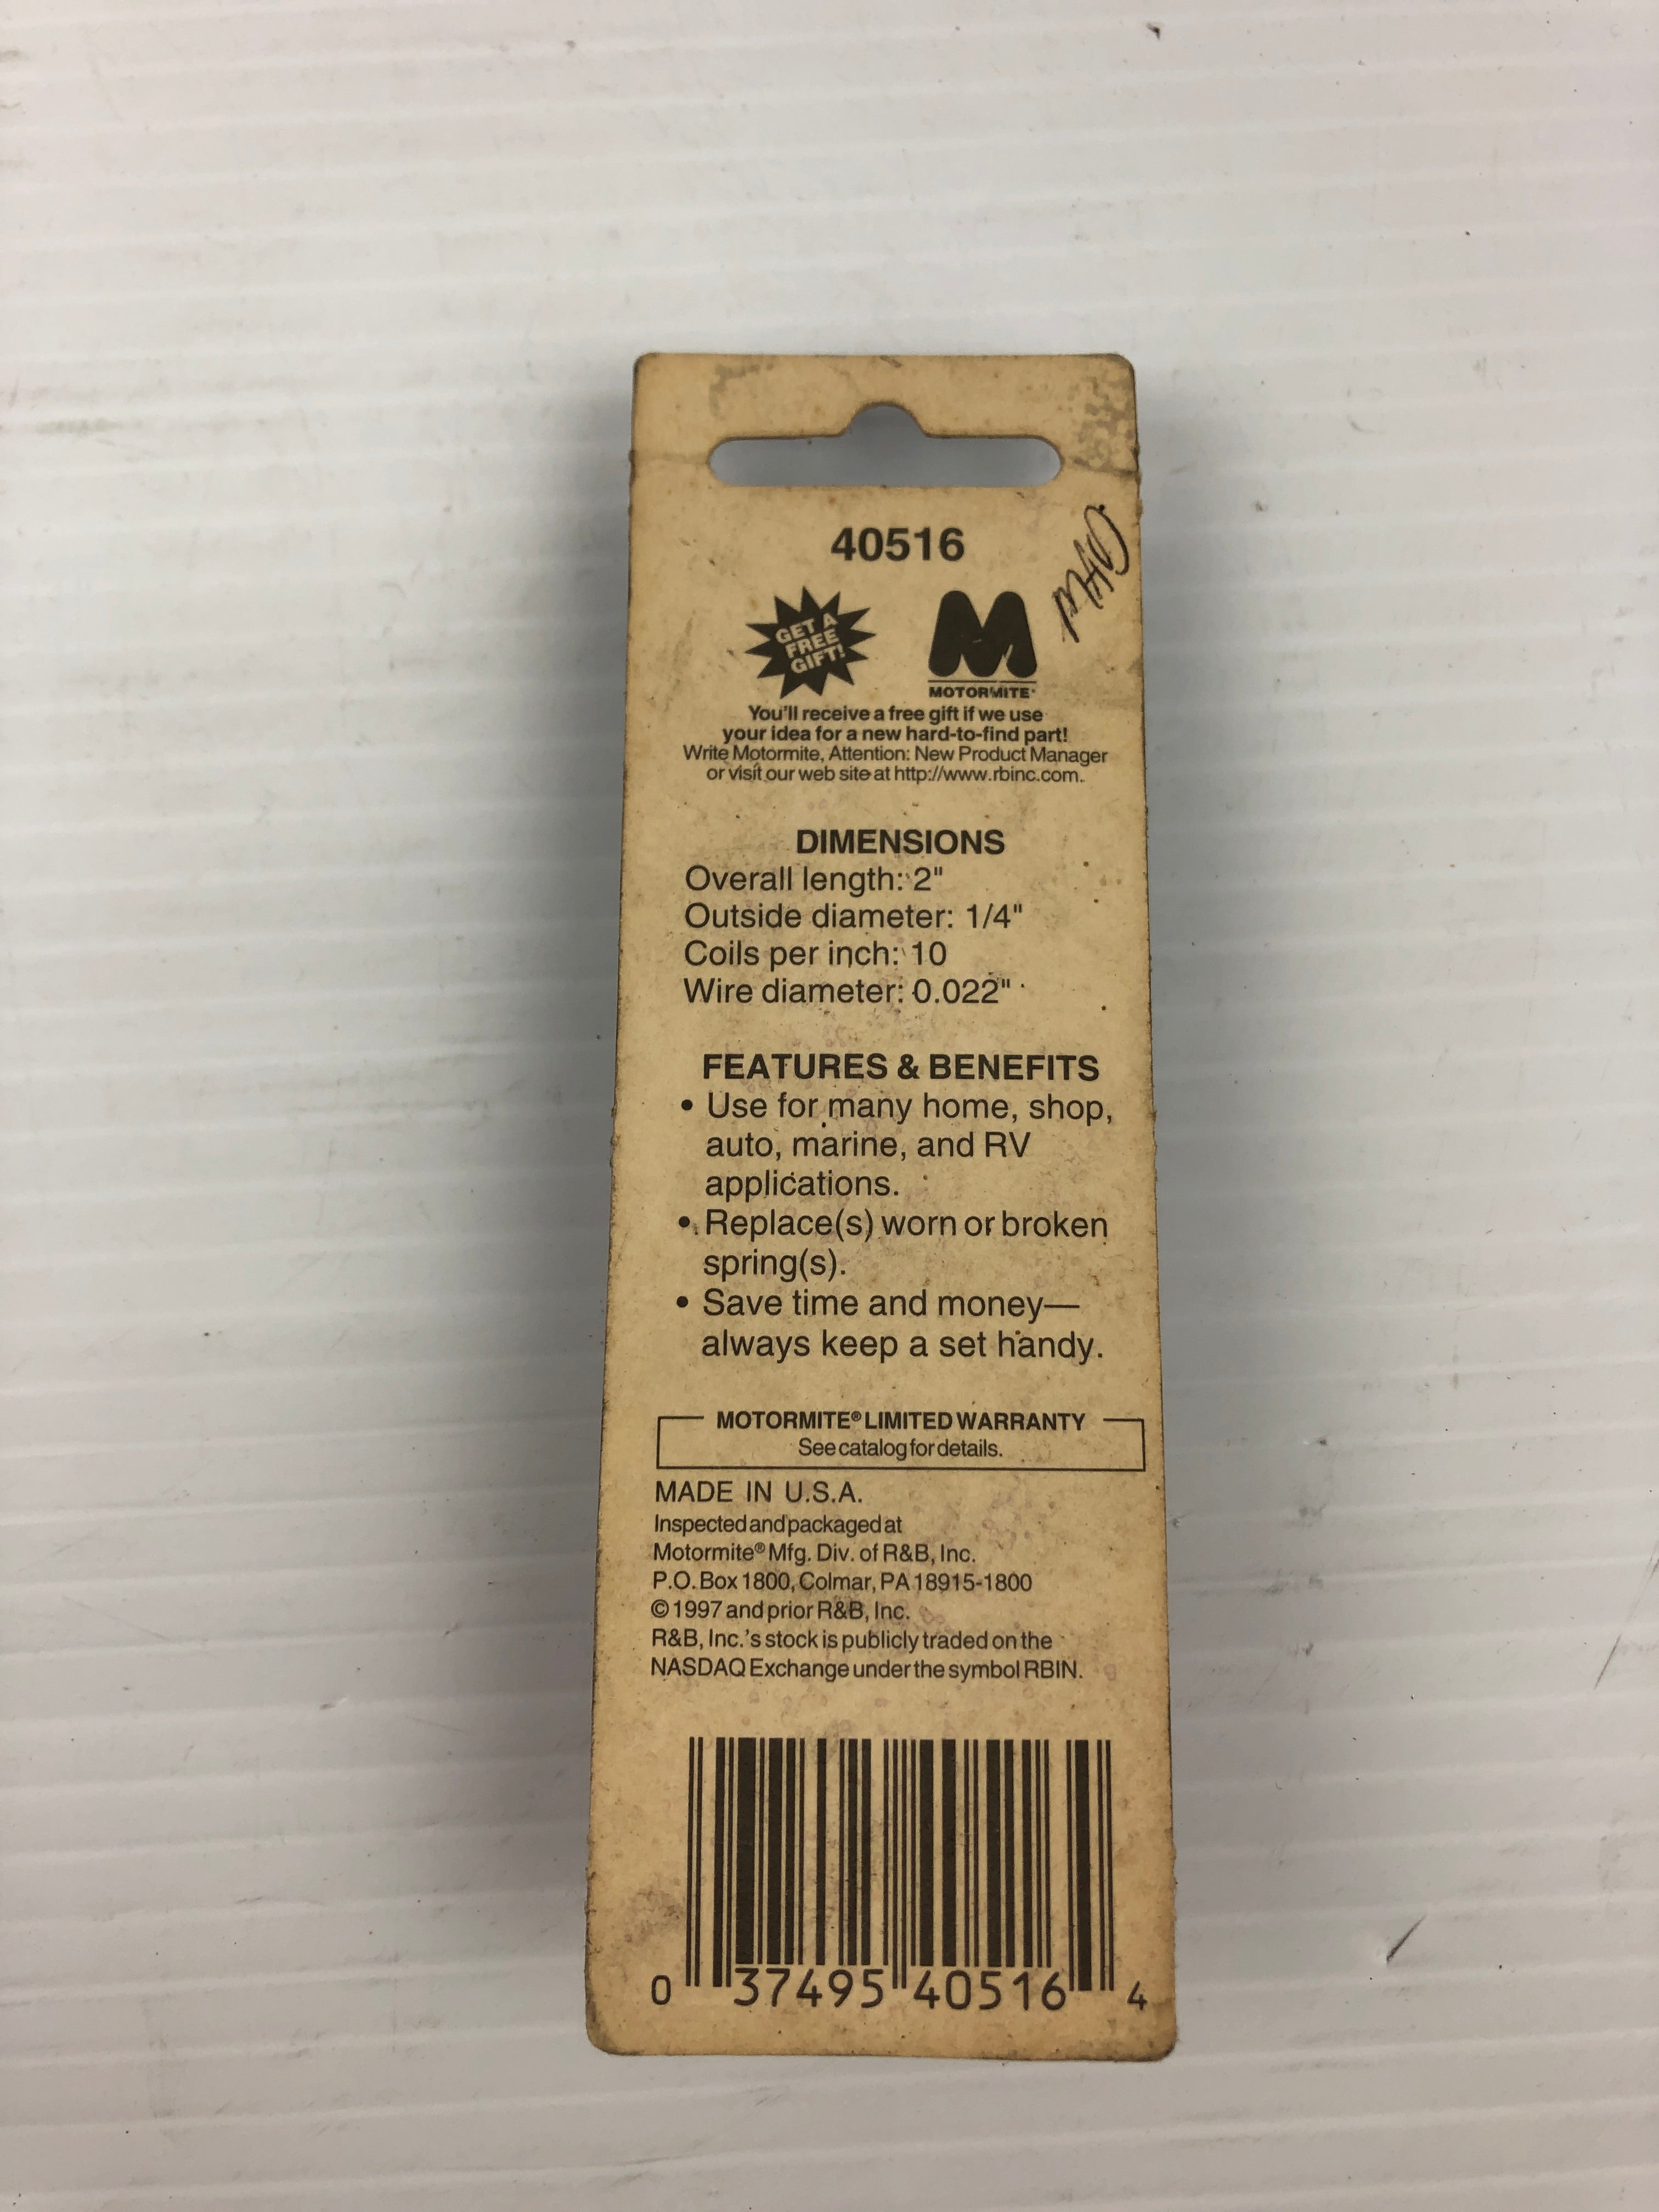 40516
GET A
FREE
GIFT!
MOTORMITE®
You'll receive a free gift if we use
your idea for a new hard-to-find part!
Write Motormite, Attention: New Product Manager
or visit our web site at http://www.rbinc.com.
DIMENSIONS
Overall length: 2"
Outside diameter: 1/4"
Coils per inch: 10
Wire diameter: 0.022"
FEATURES & BENEFITS
• Use for many home, shop,
auto, marine, and RV
applications.
• Replace(s) worn or broken
spring(s).
• Save time and money—
always keep a set handy.
MOTORMITE® LIMITED WARRANTY
See catalog for details.
MADE IN U.S.A.
Inspected and packaged at
Motormite® Mfg. Div. of R&B, Inc.
P.O. Box 1800, Colmar, PA 18915-1800
© 1997 and prior R&B, Inc.
R&B, Inc.'s stock is publicly traded on the
NASDAQ Exchange under the symbol RBIN.
0 37495 40516 4